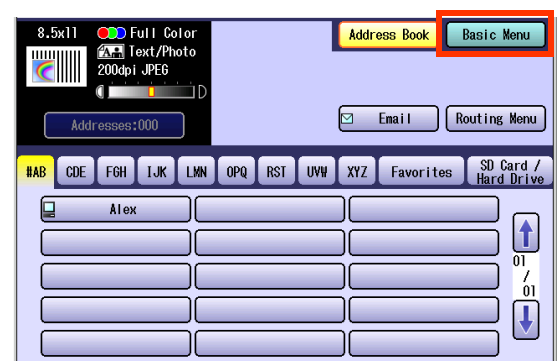 8.5x11 Full Color
Text/Photo
200dpi JPEG
D
Addresses:000
Address Book Basic Menu
Email Routing Menu
#AB CDE FGH IJK LMN OPQ RST UVW XYZ Favorites SD Card / Hard Drive
Alex
01
/
01